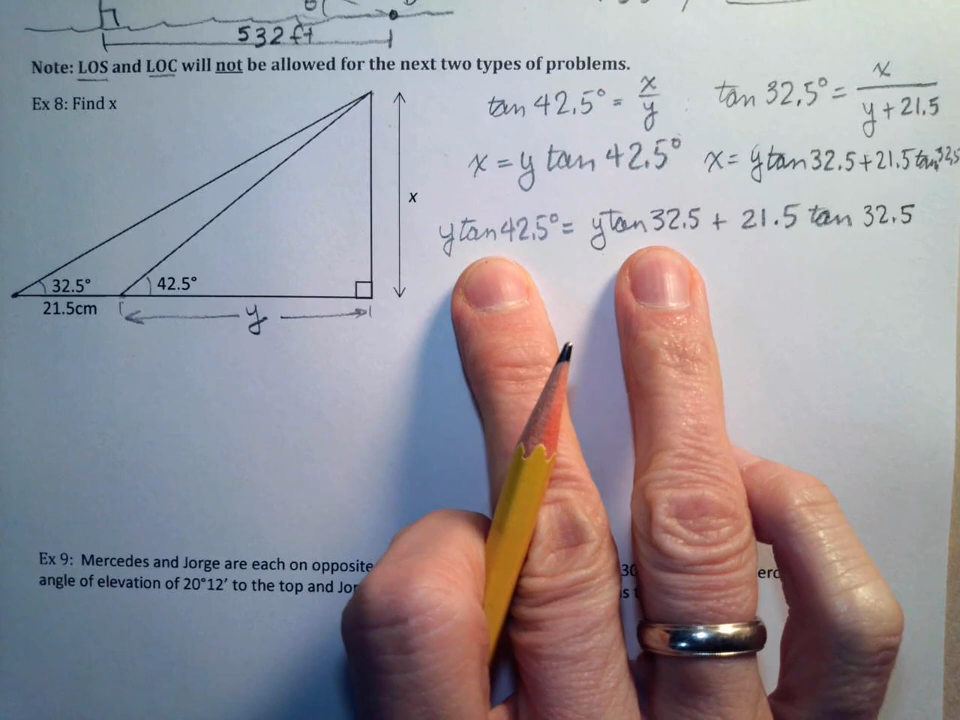 532 ft
Note: LOS and LOC will not be allowed for the next two types of problems.
Ex 8: Find x
tan 42.5° = x/y
tan 32.5° = x/(y + 21.5)
x = y tan 42.5°
x = y tan 32.5 + 21.5 tan 32.5
y tan 42.5° = y tan 32.5 + 21.5 tan 32.5
x
32.5°
42.5°
21.5cm
y
Ex 9: Mercedes and Jorge are each on opposite
angle of elevation of 20°12′ to the top and